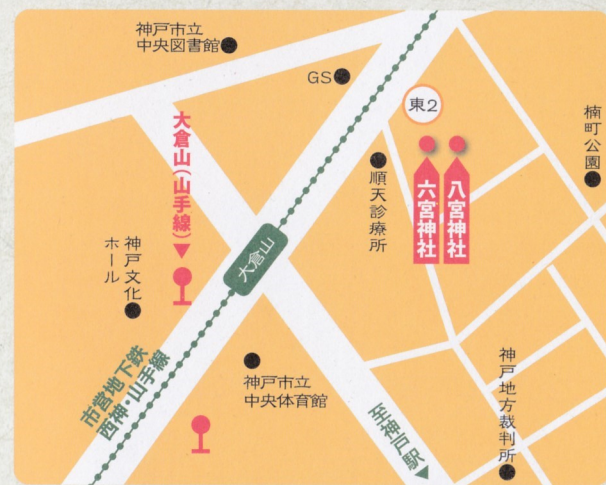 神戸市立
中央図書館
GS
東2
楠町公園
大倉山(山手線)▼
順天診療所
六宮神社
八宮神社
神戸文化
ホール
大倉山
市営地下鉄
西神・山手線
神戸市立
中央体育館
至神戸駅▼
神戸地方裁判所